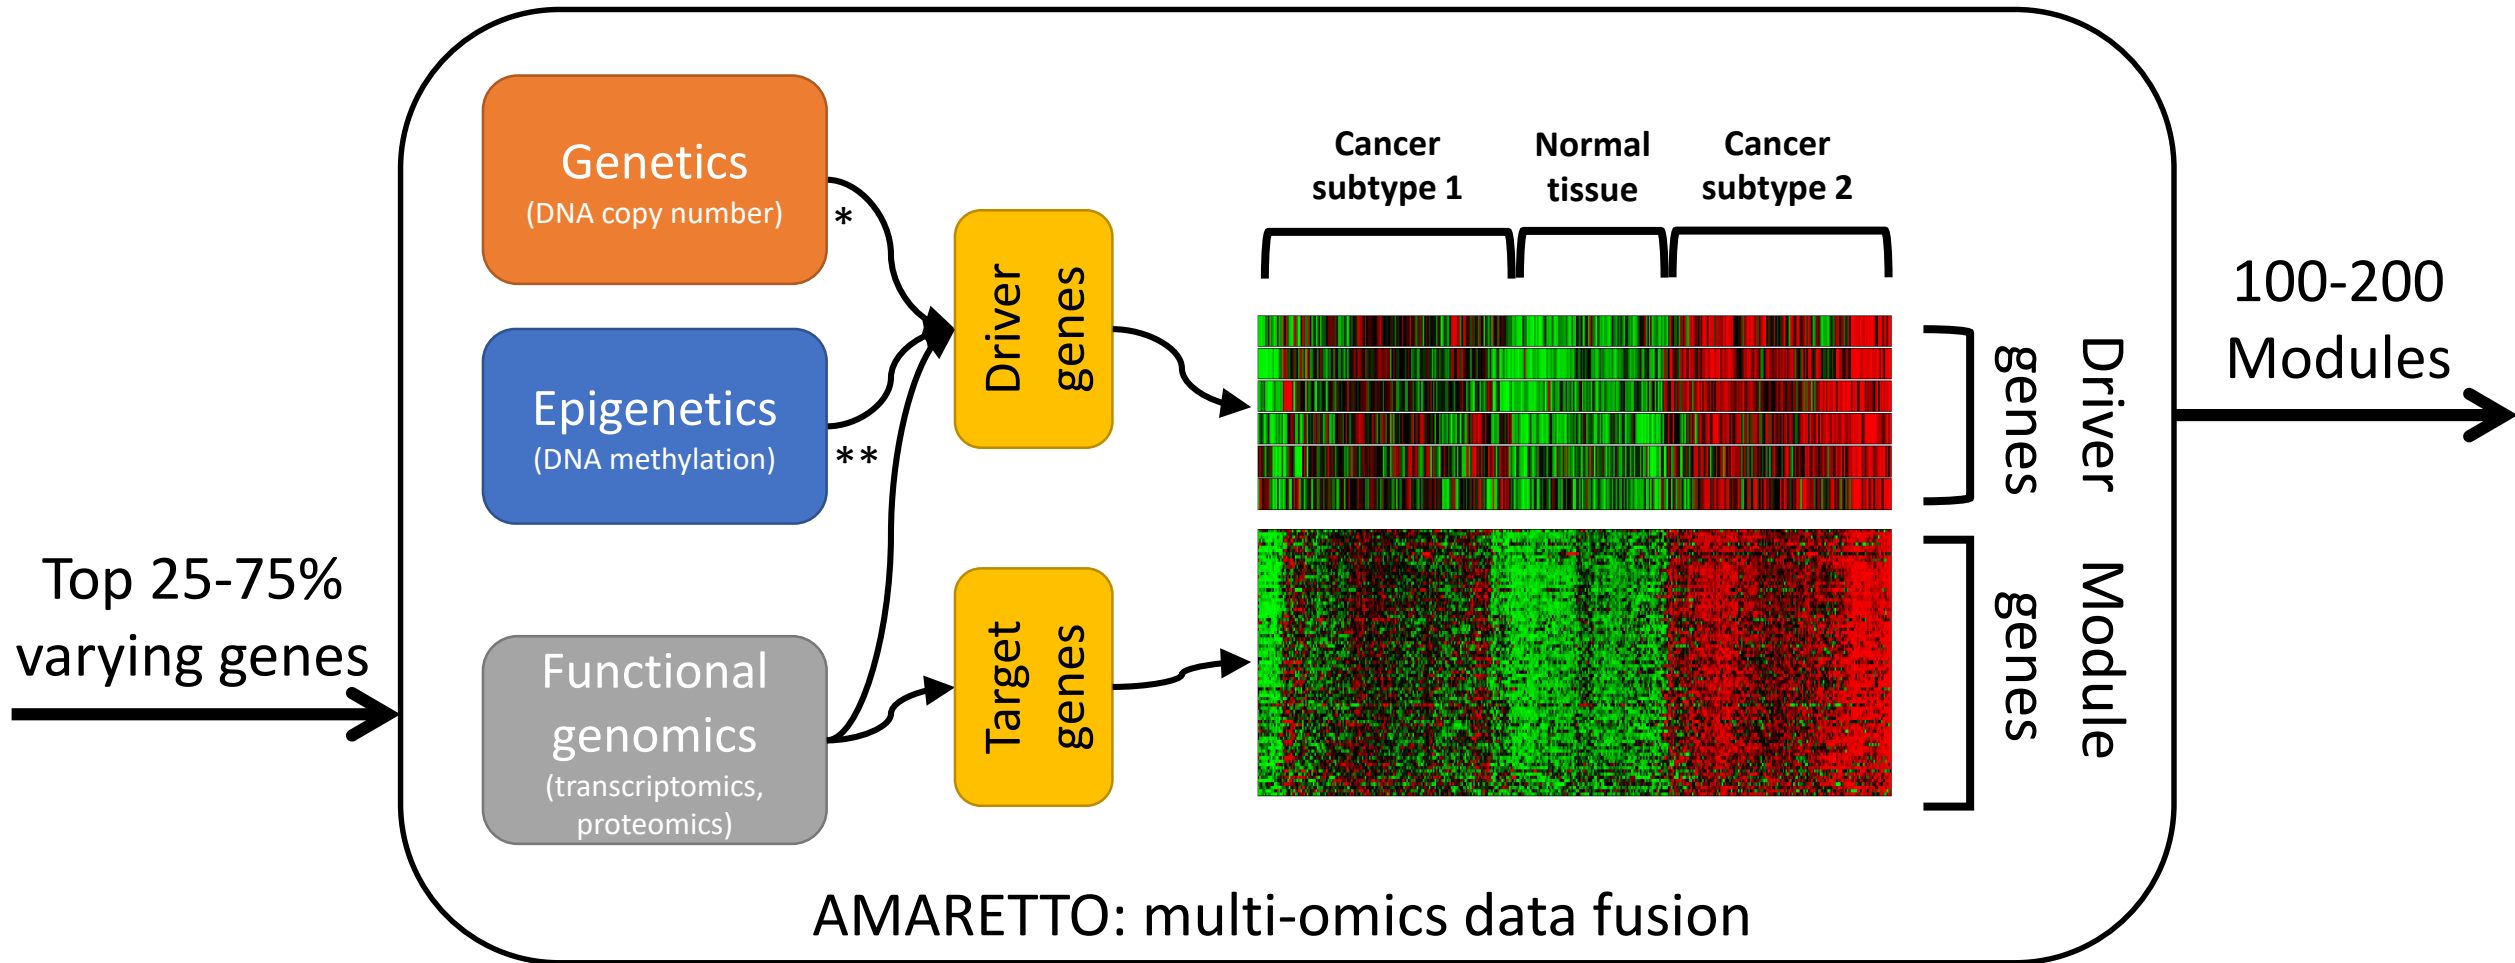 Top 25-75%
varying genes
Genetics
(DNA copy number)
*
Epigenetics
(DNA methylation)
**
Functional
genomics
(transcriptomics,
proteomics)
Driver
genes
Target
genes
Cancer
subtype 1
Normal
tissue
Cancer
subtype 2
Driver
genes
Module
genes
100-200
Modules
AMARETTO: multi-omics data fusion